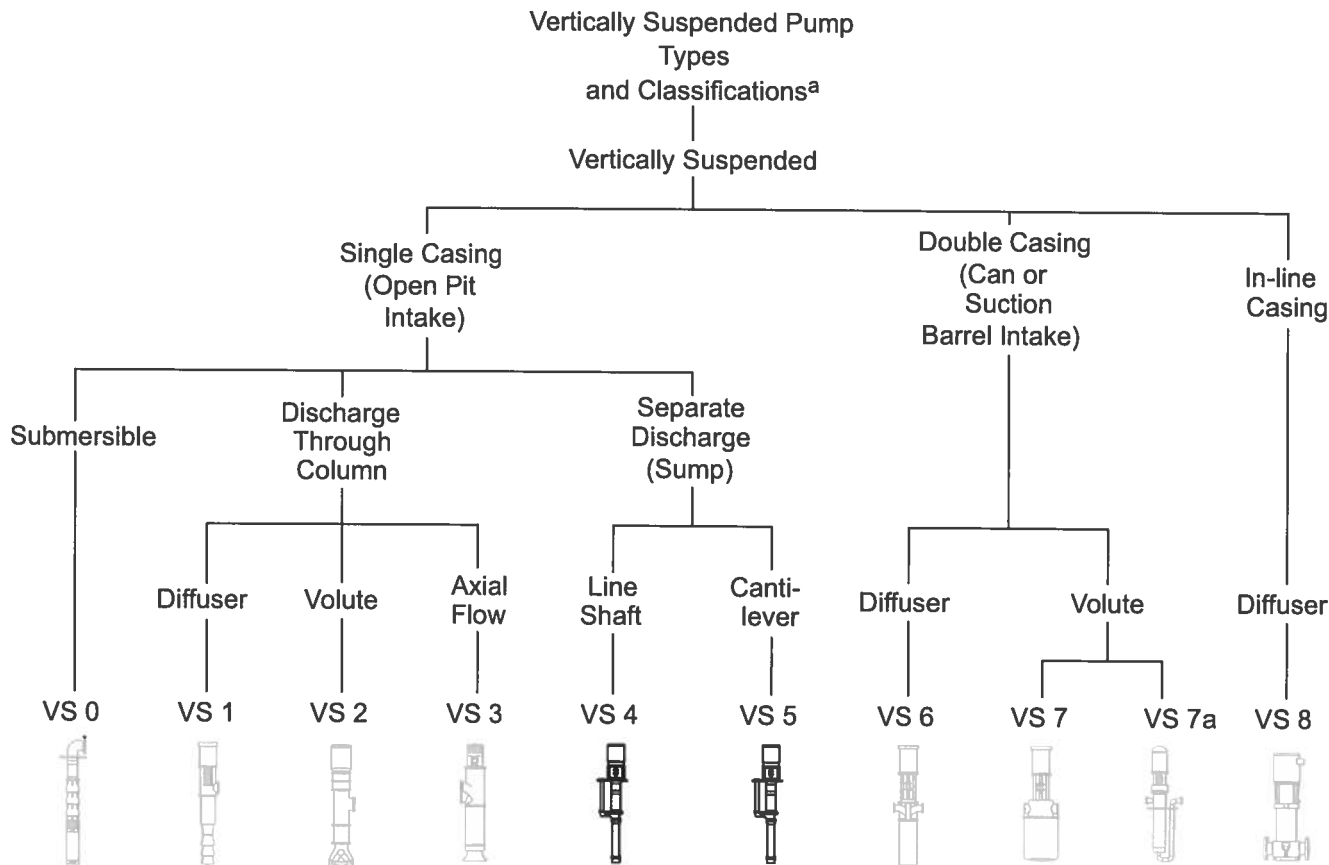 Vertically Suspended Pump
Types
and Classificationsᵃ
Vertically Suspended
Single Casing
(Open Pit
Intake)
Double Casing
(Can or
Suction
Barrel Intake)
In-line
Casing
Submersible
Discharge
Through
Column
Separate
Discharge
(Sump)
Diffuser
Volute
Axial
Flow
Line
Shaft
Canti-
lever
Diffuser
Volute
Diffuser
VS 0
VS 1
VS 2
VS 3
VS 4
VS 5
VS 6
VS 7
VS 7a
VS 8